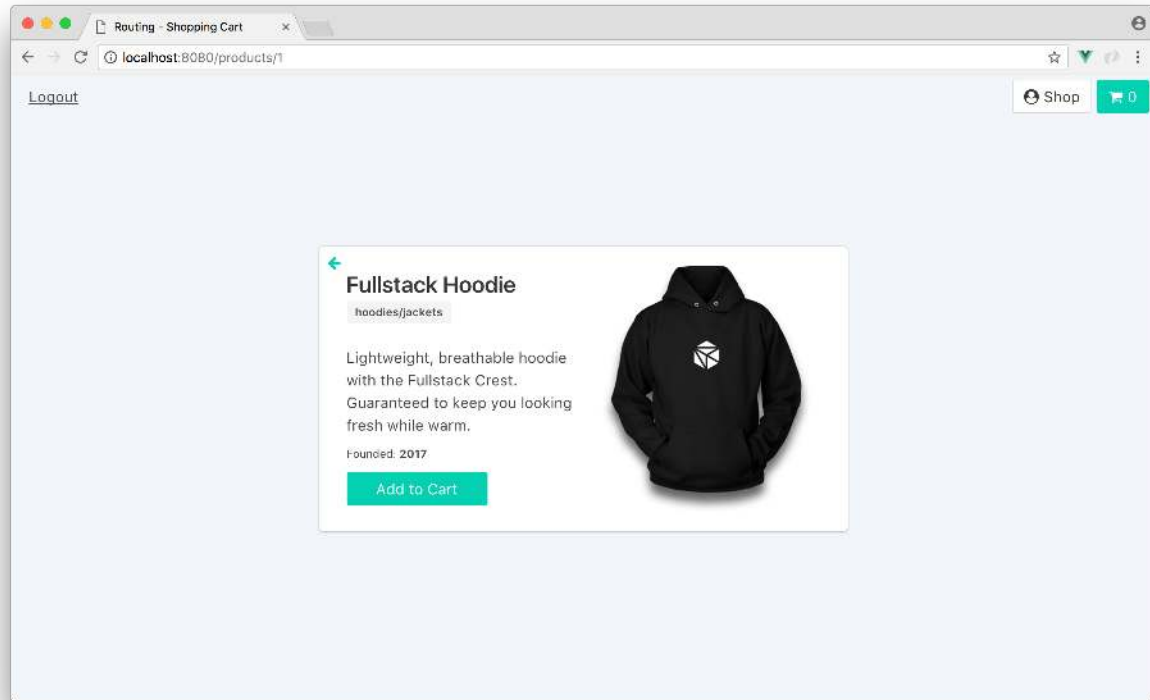 Routing - Shopping Cart
localhost:8080/products/1
Logout
Shop
0
Fullstack Hoodie
hoodies/jackets
Lightweight, breathable hoodie
with the Fullstack Crest.
Guaranteed to keep you looking
fresh while warm.
Founded: 2017
Add to Cart